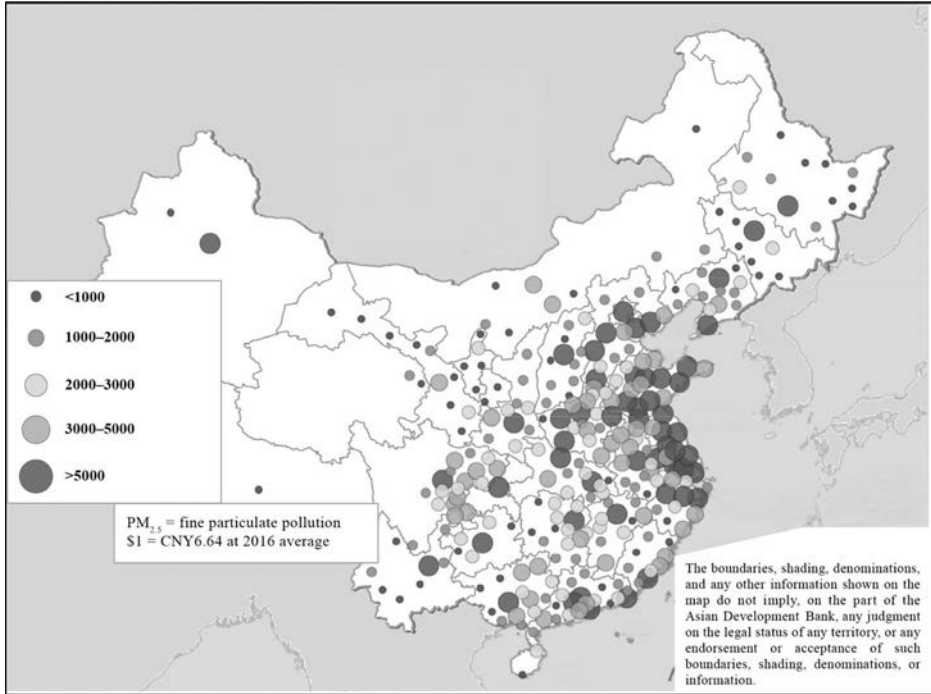 <1000
1000–2000
2000–3000
3000–5000
>5000
PM2.5 = fine particulate pollution
$1 = CNY6.64 at 2016 average
The boundaries, shading, denominations,
and any other information shown on the
map do not imply, on the part of the
Asian Development Bank, any judgment
on the legal status of any territory, or any
endorsement or acceptance of such
boundaries, shading, denominations, or
information.